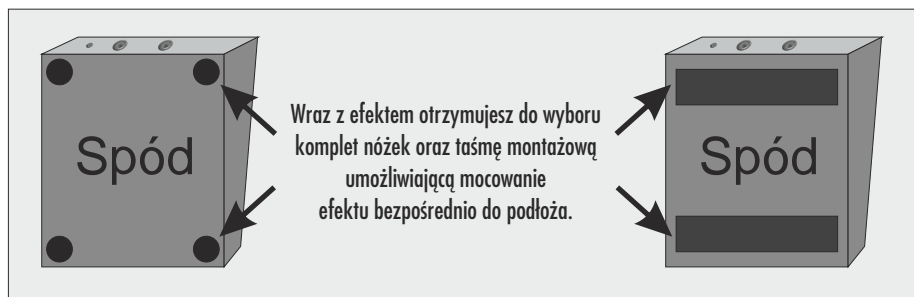 Spód
Wraz z efektem otrzymujesz do wyboru
komplet nóżek oraz taśmę montażową
umożliwiającą mocowanie
efektu bezpośrednio do podłoża.
Spód